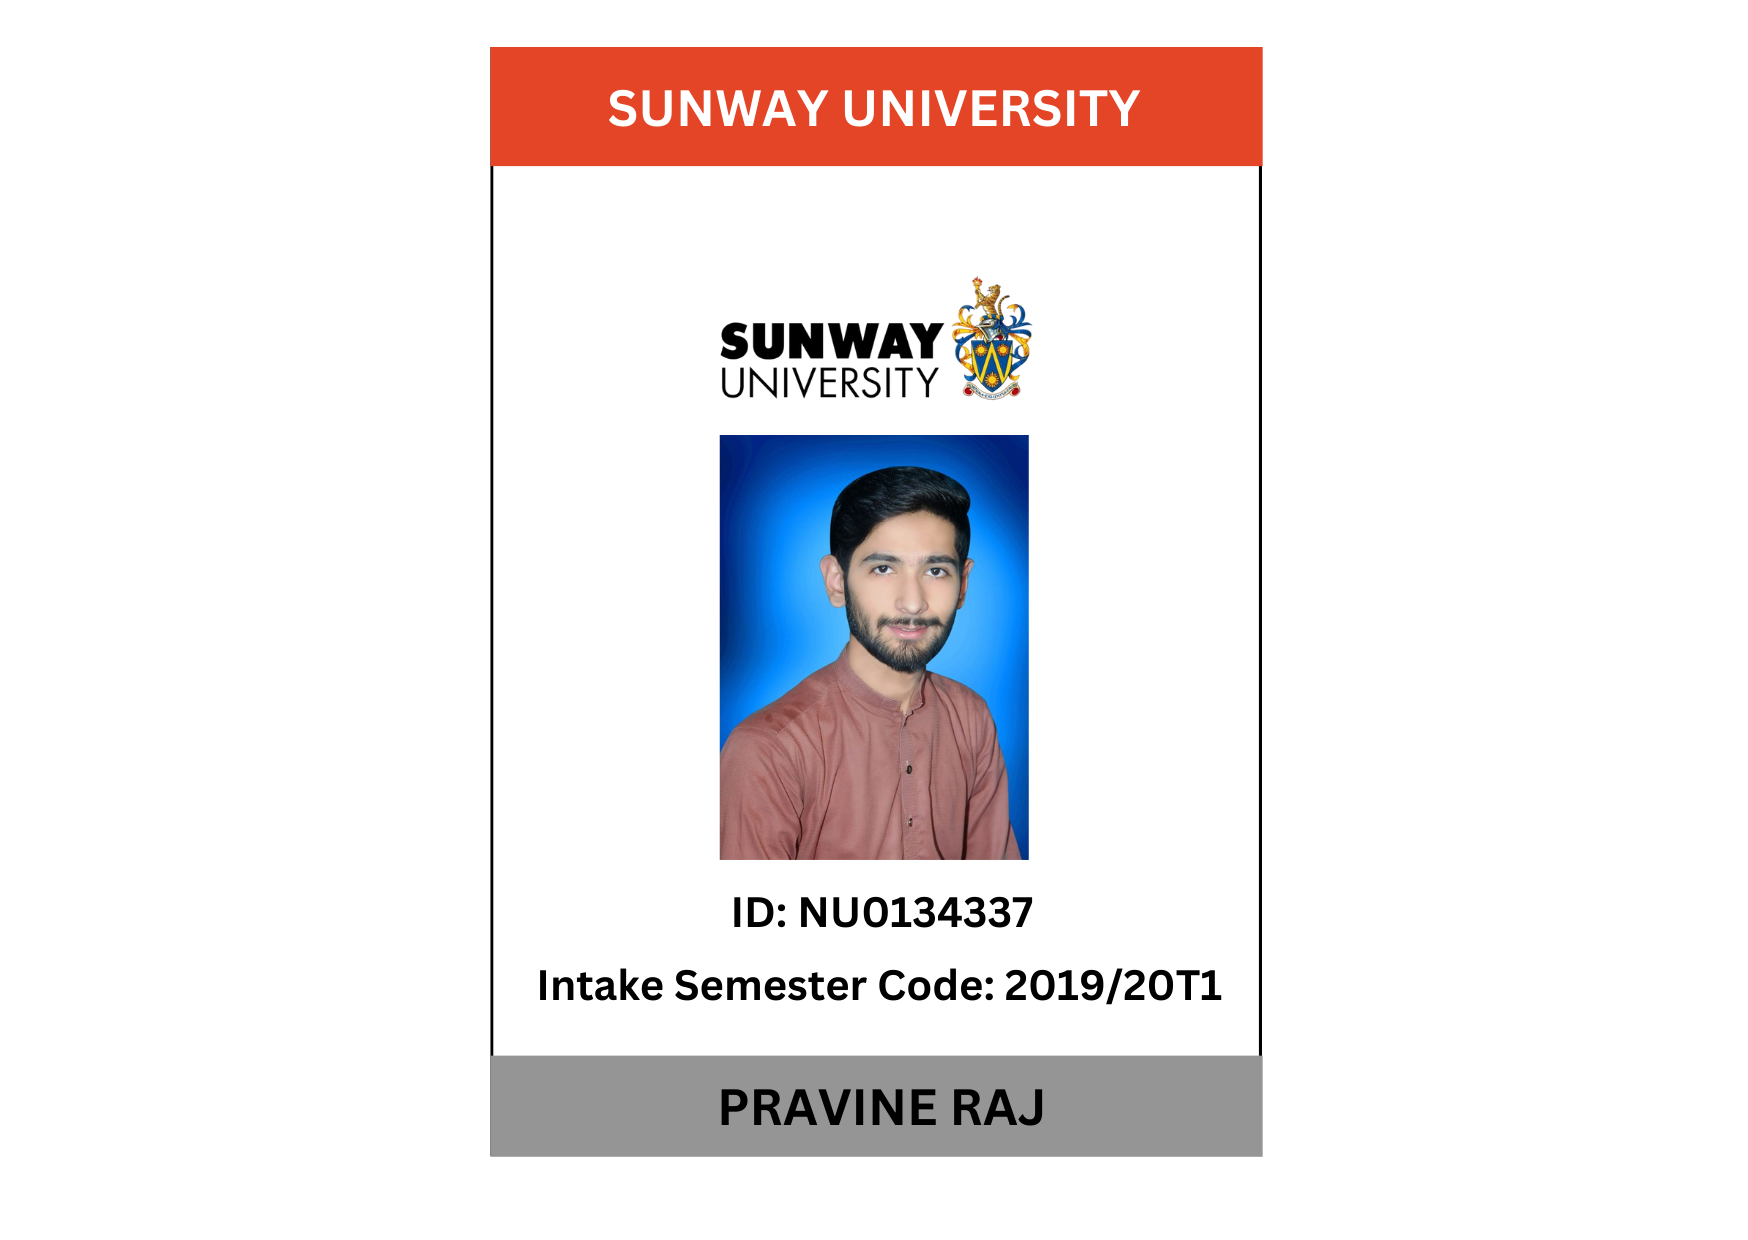 SUNWAY UNIVERSITY
SUNWAY
UNIVERSITY
ID: NU0134337
Intake Semester Code: 2019/20T1
PRAVINE RAJ